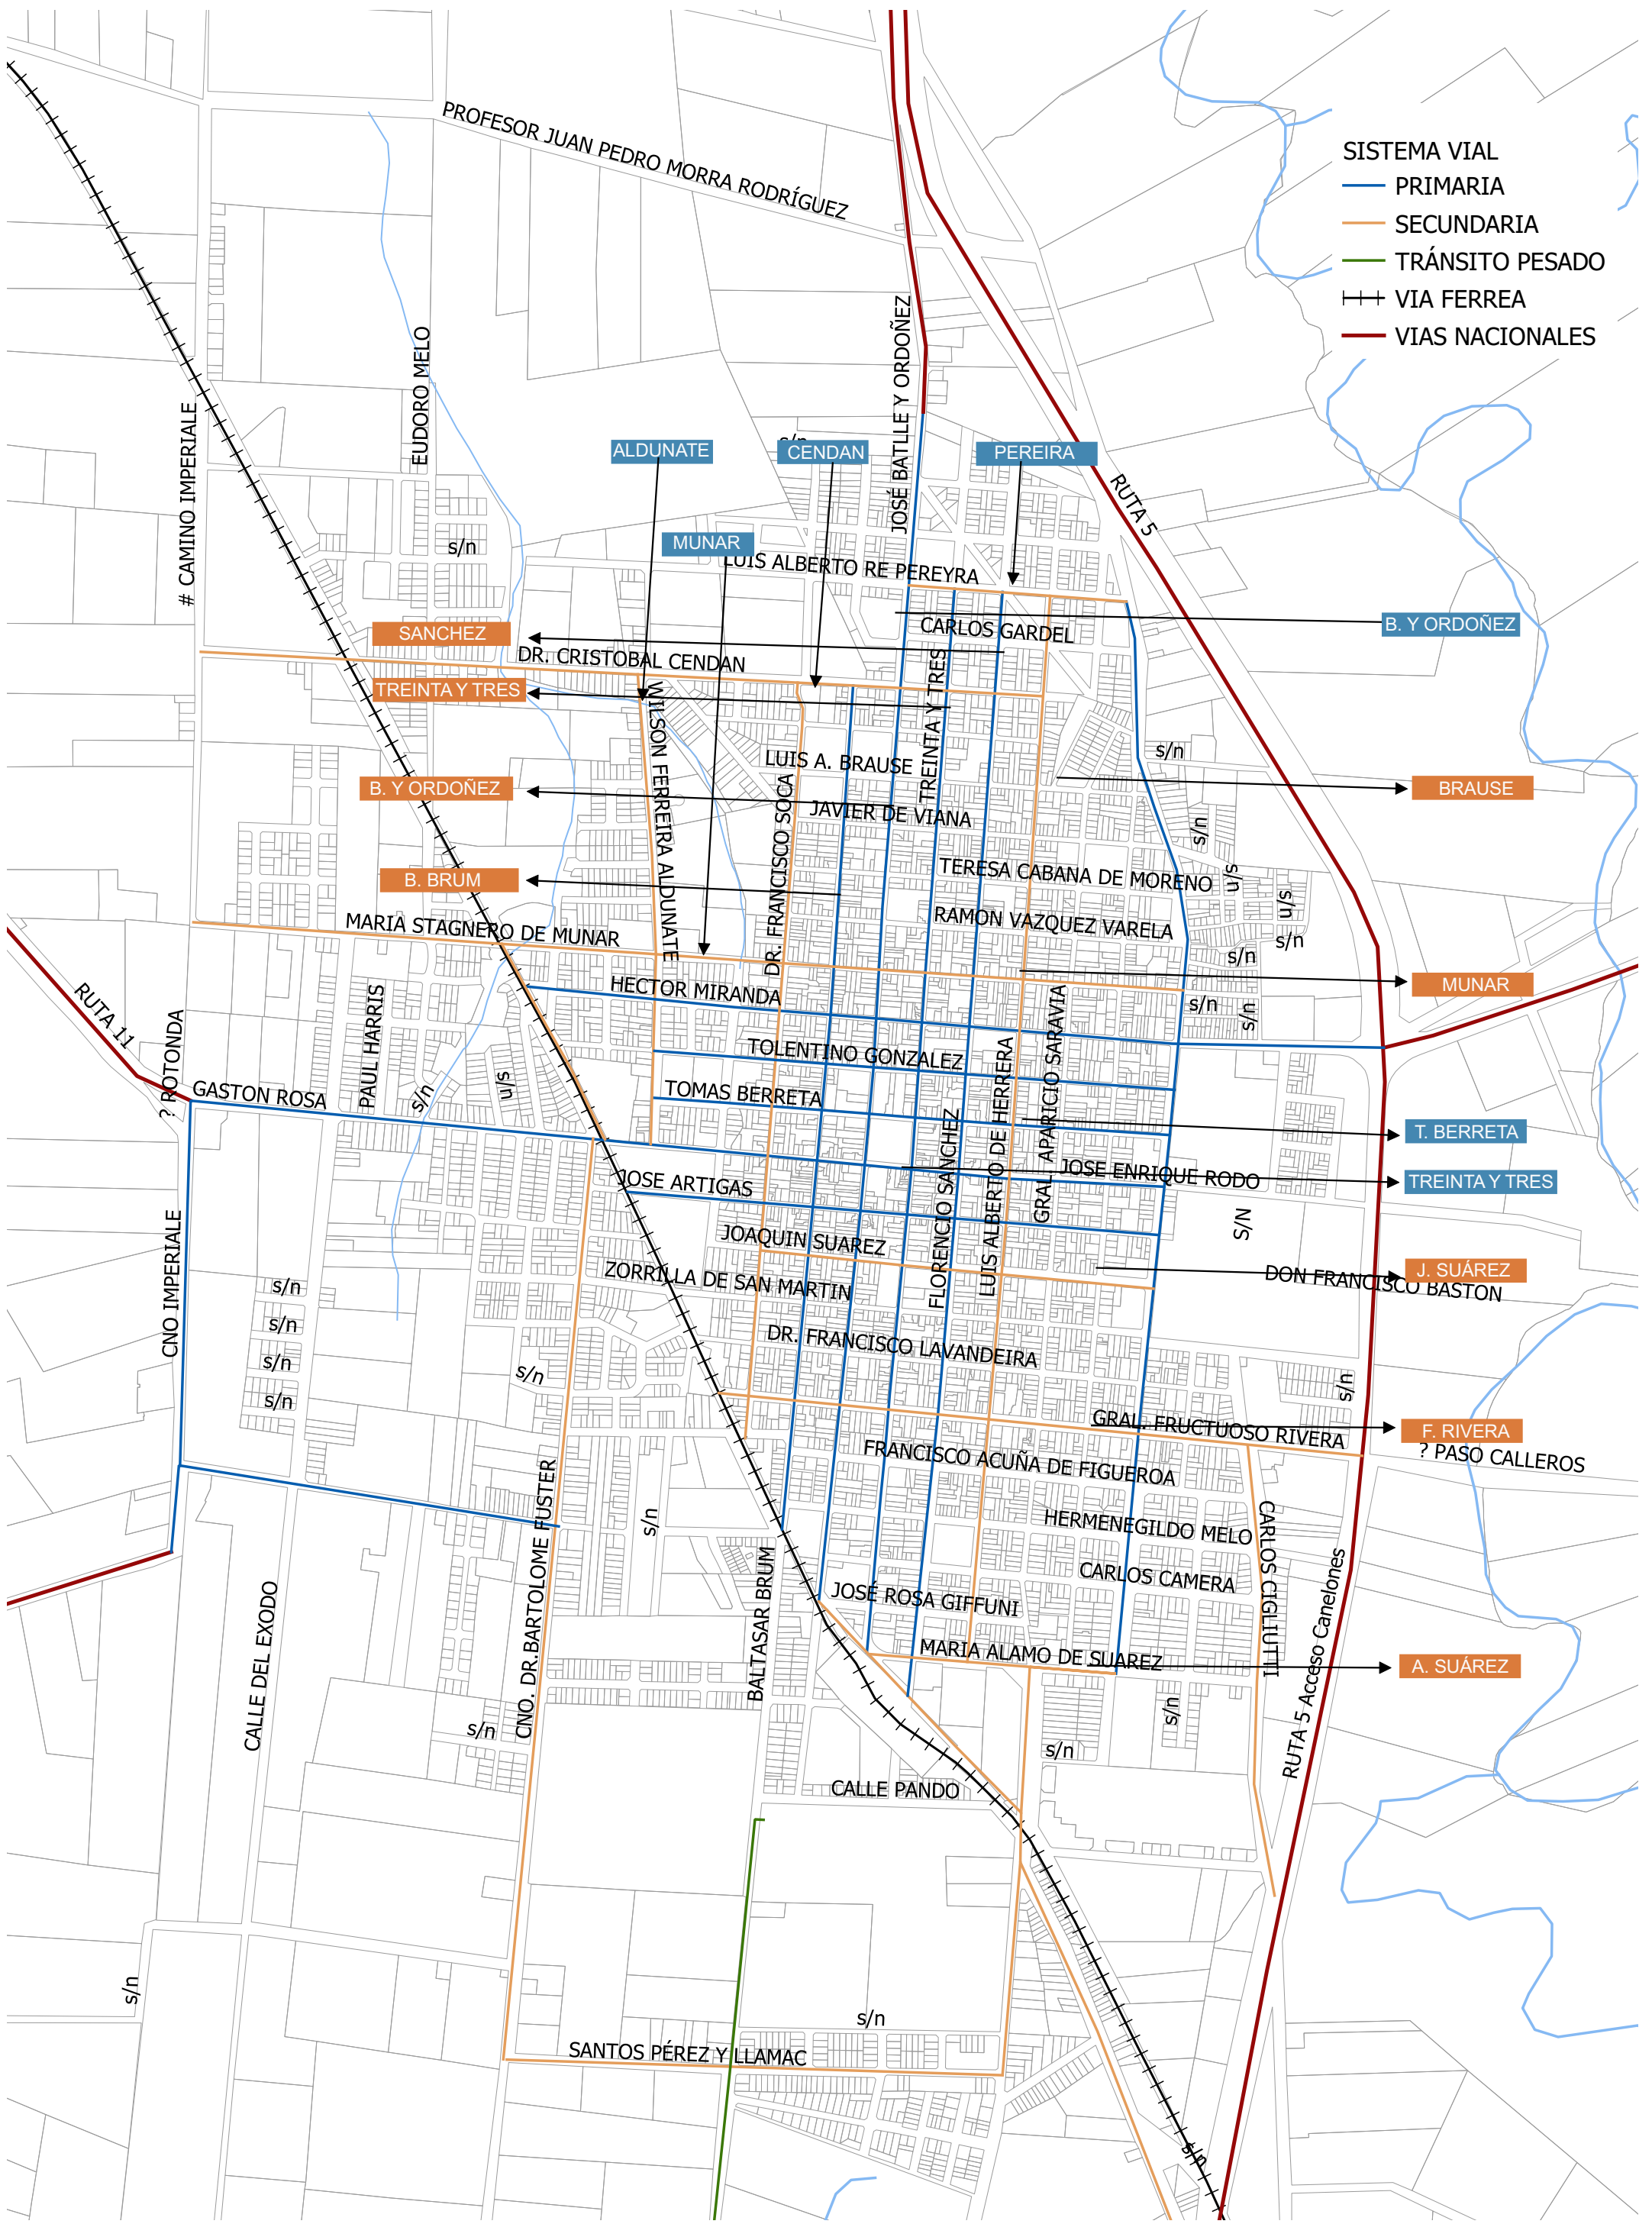 SISTEMA VIAL
PRIMARIA
SECUNDARIA
TRÁNSITO PESADO
VIA FERREA
VIAS NACIONALES
PROFESOR JUAN PEDRO MORRA RODRÍGUEZ
JOSÉ BATLLE Y ORDOÑEZ
EUDORO MELO
# CAMINO IMPERIALE
ALDUNATE
s/n
CENDAN
PEREIRA
RUTA 5
s/n
MUNAR
LUIS ALBERTO RE PEREYRA
SANCHEZ
CARLOS GARDEL
B. Y ORDOÑEZ
DR. CRISTOBAL CENDAN
TREINTA Y TRES
WILSON FERREIRA ALDUNATE
TREINTA Y TRES
s/n
LUIS A. BRAUSE
B. Y ORDOÑEZ
BRAUSE
JAVIER DE VIANA
s/n
DR. FRANCISCO SOCA
B. BRUM
TERESA CABANA DE MORENO
s/n
s/n
MARIA STAGNERO DE MUNAR
RAMON VAZQUEZ VARELA
s/n
s/n
MUNAR
HECTOR MIRANDA
s/n
s/n
RUTA 11
? ROTONDA
PAUL HARRIS
GRAL. APARICIO SARAVIA
TOLENTINO GONZALEZ
LUIS ALBERTO DE HERRERA
s/n
s/n
GASTON ROSA
TOMAS BERRETA
FLORENCIO SANCHEZ
T. BERRETA
JOSE ENRIQUE RODO
TREINTA Y TRES
JOSE ARTIGAS
S/N
CNO IMPERIALE
JOAQUIN SUAREZ
J. SUÁREZ
DON FRANCISCO BASTON
ZORRILLA DE SAN MARTIN
s/n
s/n
s/n
s/n
DR. FRANCISCO LAVANDEIRA
s/n
s/n
GRAL. FRUCTUOSO RIVERA
F. RIVERA
? PASO CALLEROS
FRANCISCO ACUÑA DE FIGUEROA
CNO. DR.BARTOLOME FUSTER
s/n
HERMENEGILDO MELO
CARLOS CIGLIUTTI
RUTA 5 Acceso Canelones
CARLOS CAMERA
BALTASAR BRUM
JOSÉ ROSA GIFFUNI
CALLE DEL EXODO
MARIA ALAMO DE SUAREZ
A. SUÁREZ
s/n
s/n
s/n
CALLE PANDO
s/n
s/n
SANTOS PÉREZ Y LLAMAC
s/n